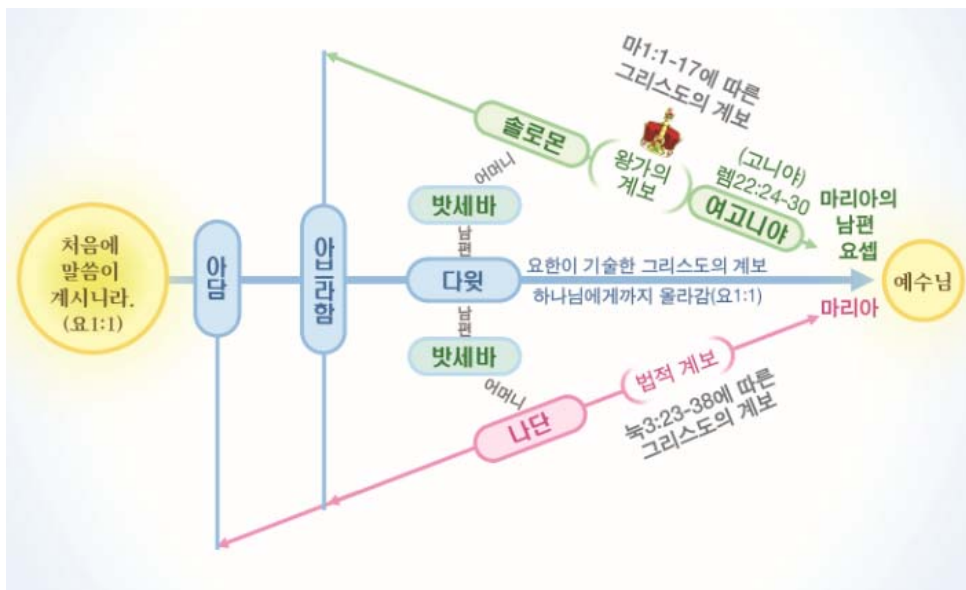 처음에
말씀이
계시니라.
(요1:1)
아담
아브라함
마1:1-17에 따른
그리스도의 계보
솔로몬
왕가의
계보
(고니야)
렘22:24-30
여고니야
마리아의
남편
요셉
어머니
밧세바
남편
다윗
요한이 기술한 그리스도의 계보
하나님에게까지 올라감(요1:1)
예수님
마리아
남편
밧세바
어머니
나단
법적 계보
눅3:23-38에 따른
그리스도의 계보